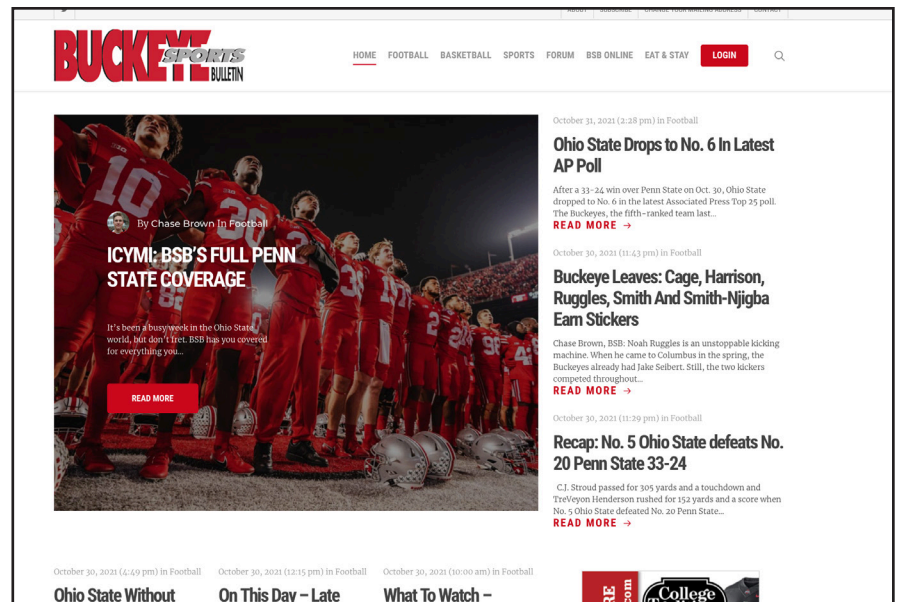 ABOUT SUBSCRIBE CHANGE YOUR MAILING ADDRESS CONTACT
BUCKEYE
SPORTS
BULLETIN
HOME FOOTBALL BASKETBALL SPORTS FORUM BSB ONLINE EAT & STAY LOGIN
By Chase Brown In Football
ICYMI: BSB'S FULL PENN
STATE COVERAGE
It's been a busy week in the Ohio State
world, but don't fret. BSB has you covered
for everything you...
READ MORE
October 31, 2021 (2:28 pm) in Football
Ohio State Drops to No. 6 In Latest
AP Poll
After a 33-24 win over Penn State on Oct. 30, Ohio State
dropped to No. 6 in the latest Associated Press Top 25 poll.
The Buckeyes, the fifth-ranked team last...
READ MORE →
October 30, 2021 (11:43 pm) in Football
Buckeye Leaves: Cage, Harrison,
Ruggles, Smith And Smith-Njigba
Earn Stickers
Chase Brown, BSB: Noah Ruggles is an unstoppable kicking
machine. When he came to Columbus in the spring, the
Buckeyes already had Jake Seibert. Still, the two kickers
competed throughout...
READ MORE →
October 30, 2021 (11:29 pm) in Football
Recap: No. 5 Ohio State defeats No.
20 Penn State 33-24
C.J. Stroud passed for 305 yards and a touchdown and
TreVeyon Henderson rushed for 152 yards and a score when
No. 5 Ohio State defeated No. 20 Penn State...
READ MORE →
October 30, 2021 (4:49 pm) in Football
Ohio State Without
October 30, 2021 (12:15 pm) in Football
On This Day – Late
October 30, 2021 (10:00 am) in Football
What To Watch –
College